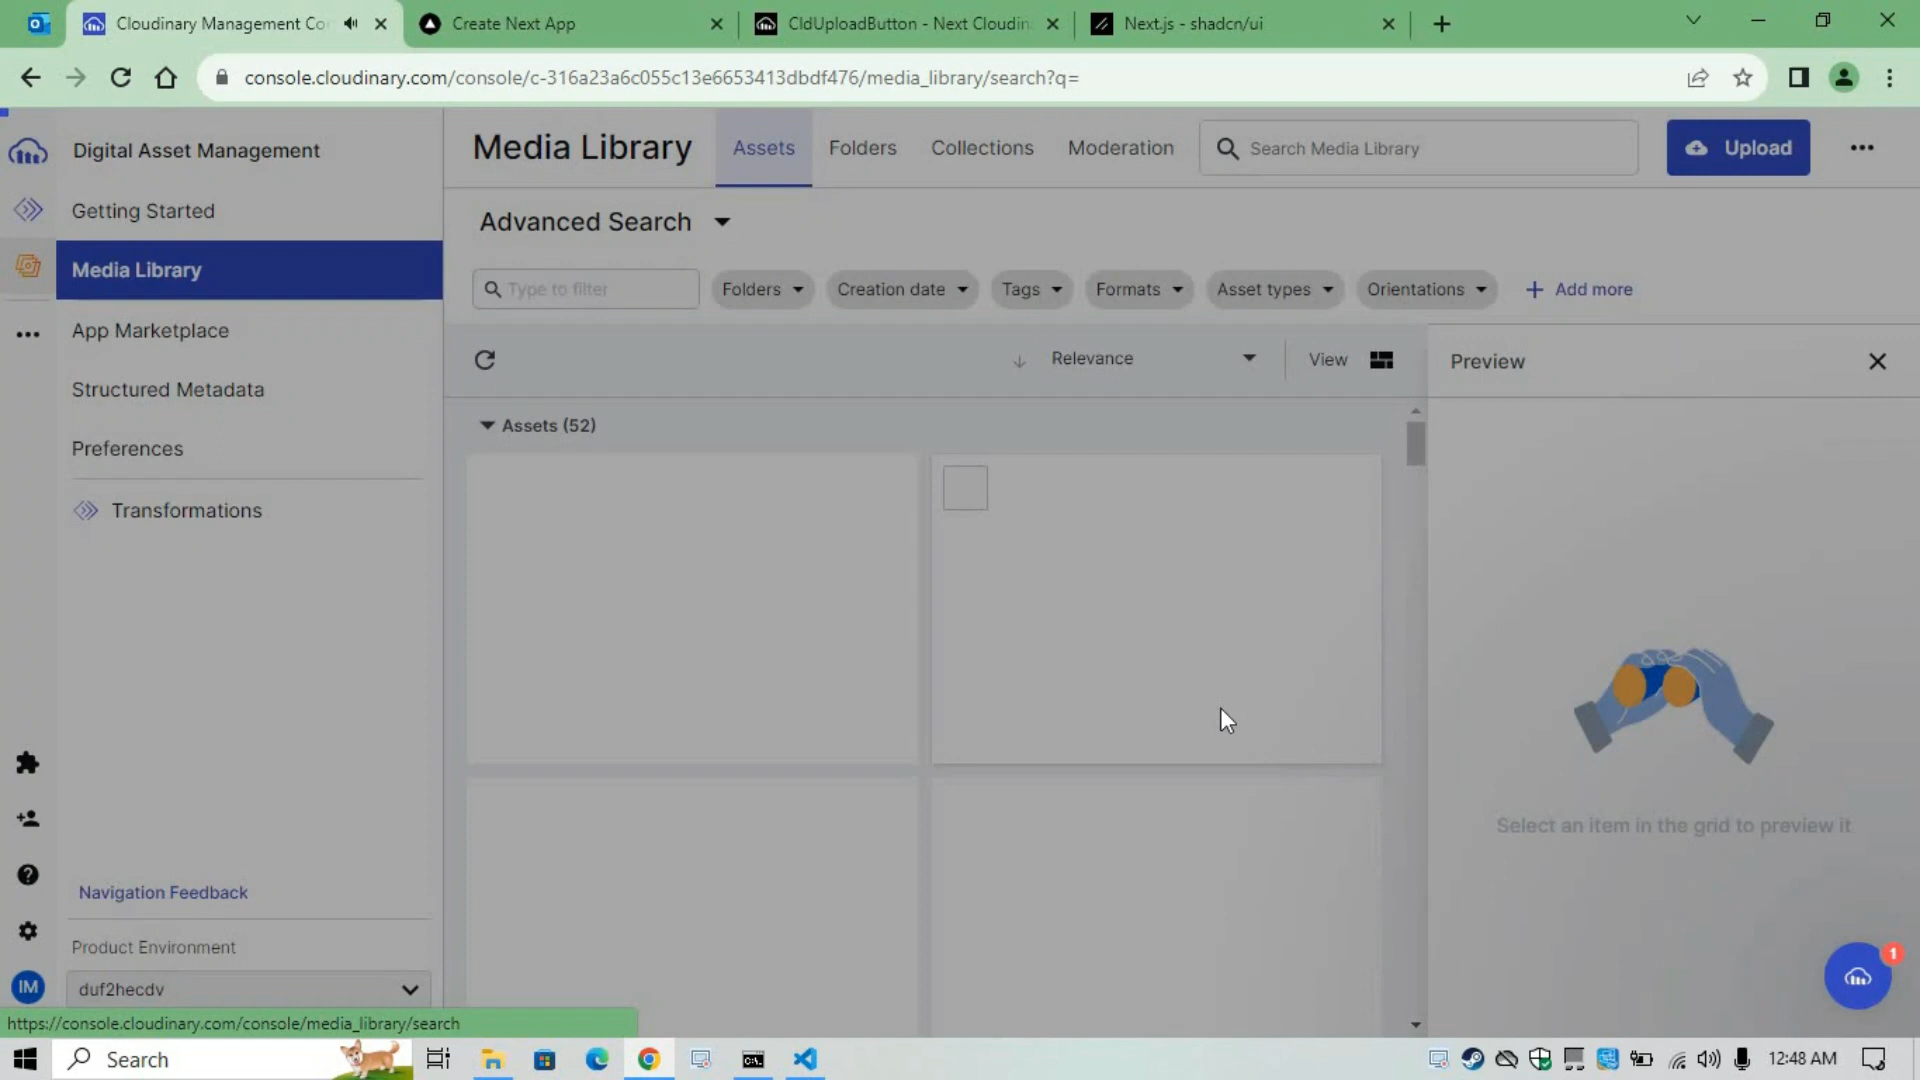 Cloudinary Management Co
Create Next App
CldUploadButton - Next Cloudin
Next.js - shadcn/ui
console.cloudinary.com/console/c-316a23a6c055c13e6653413dbdf476/media_library/search?q=
Digital Asset Management
Getting Started
Media Library
App Marketplace
Structured Metadata
Preferences
Transformations
Navigation Feedback
Product Environment
IM
duf2hecdv
https://console.cloudinary.com/console/media_library/search
Media Library
Assets
Folders
Collections
Moderation
Search Media Library
Upload
Advanced Search
Type to filter
Folders
Creation date
Tags
Formats
Asset types
Orientations
Add more
Relevance
View
Preview
Assets (52)
Select an item in the grid to preview it
1
Search
12:48 AM